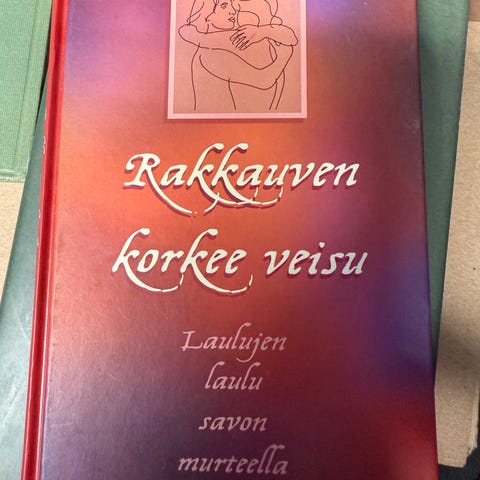 Rakkauven
korkee veisu
Laulujen
laulu
savon
murteella